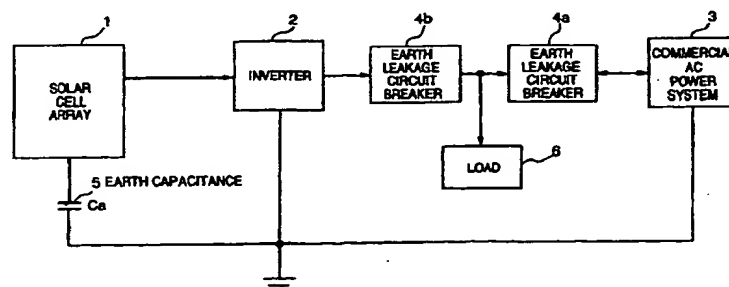 1
SOLAR
CELL
ARRAY
2
INVERTER
4b
EARTH
LEAKAGE
CIRCUIT
BREAKER
4a
EARTH
LEAKAGE
CIRCUIT
BREAKER
3
COMMERCIAL
AC
POWER
SYSTEM
6
LOAD
5 EARTH CAPACITANCE
Ca